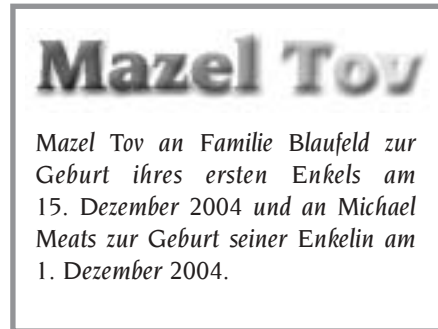 Mazel Tov
Mazel Tov an Familie Blaufeld zur
Geburt ihres ersten Enkels am
15. Dezember 2004 und an Michael
Meats zur Geburt seiner Enkelin am
1. Dezember 2004.